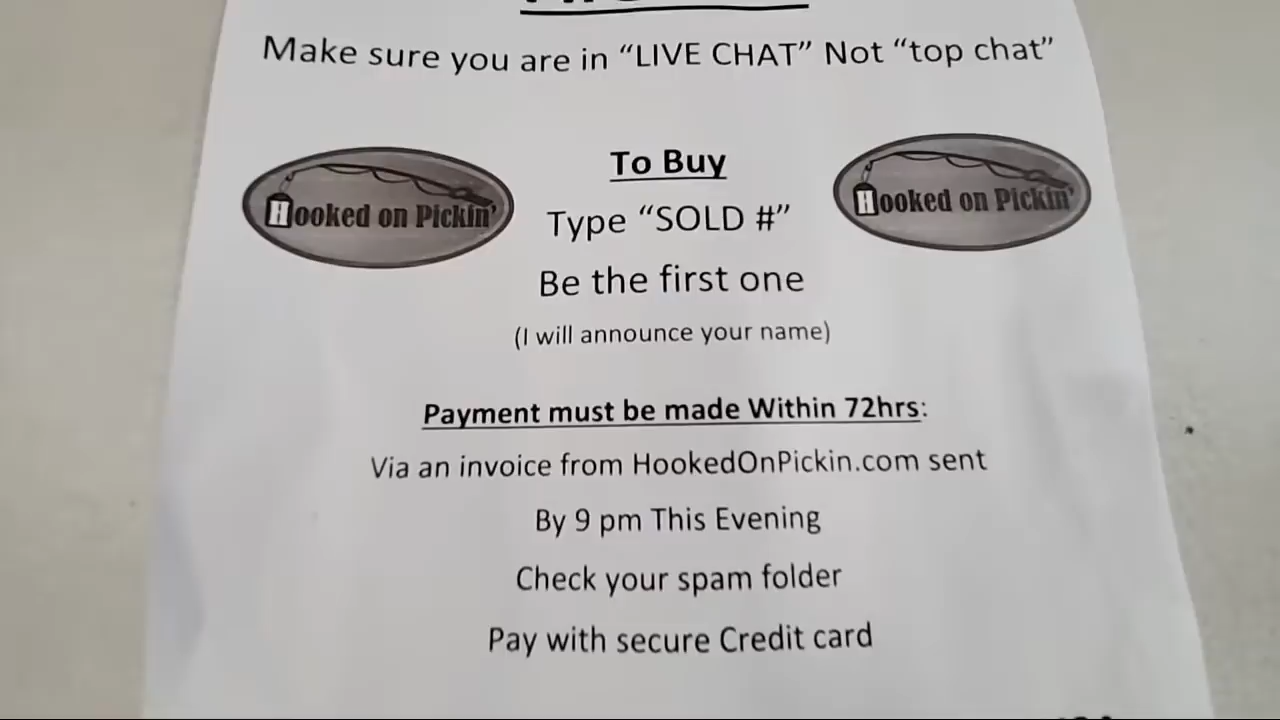 Make sure you are in “LIVE CHAT” Not “top chat”
Hooked on Pickin’
To Buy
Hooked on Pickin’
Type “SOLD #”
Be the first one
(I will announce your name)
Payment must be made Within 72hrs:
Via an invoice from HookedOnPickin.com sent
By 9 pm This Evening
Check your spam folder
Pay with secure Credit card